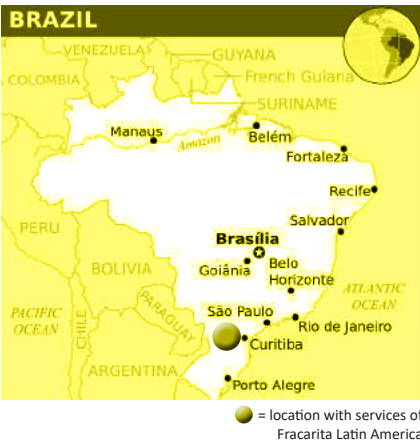 BRAZIL
VENEZUELA
GUYANA
COLOMBIA
French Guiana
SURINAME
Manaus
Amazon
Belém
Fortaleza
Recife
PERU
Salvador
Brasília
BOLIVIA
Goiânia
Belo
Horizonte
ATLANTIC
OCEAN
PACIFIC
OCEAN
CHILE
PARAGUAY
São Paulo
Rio de Janeiro
Curitiba
ARGENTINA
Porto Alegre
= location with services of
Fracarita Latin America